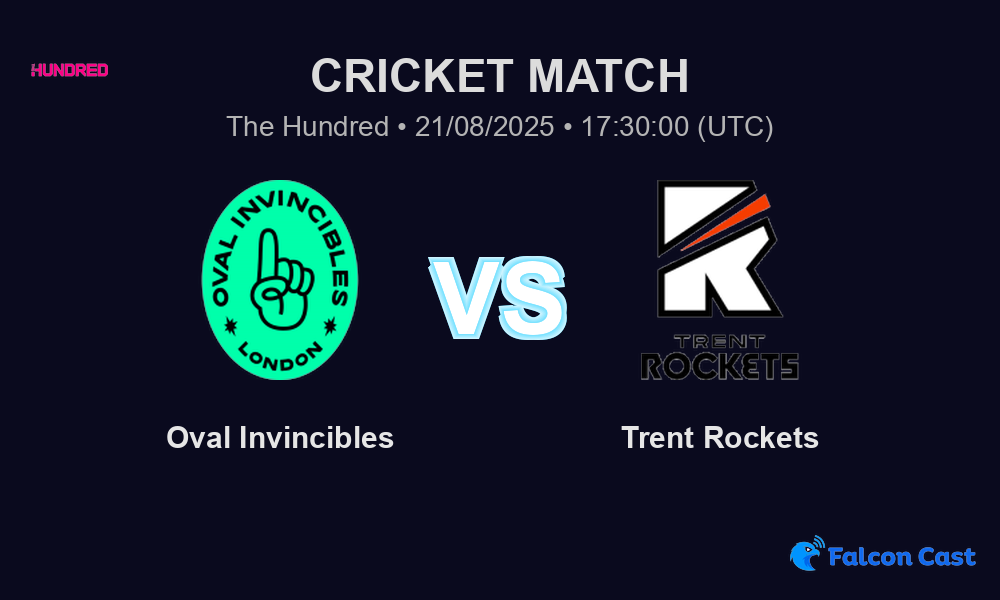 HUNDRED
CRICKET MATCH
The Hundred • 21/08/2025 • 17:30:00 (UTC)
OVAL INVINCIBLES
LONDON
VS
TRENT
ROCKETS
Oval Invincibles
Trent Rockets
Falcon Cast